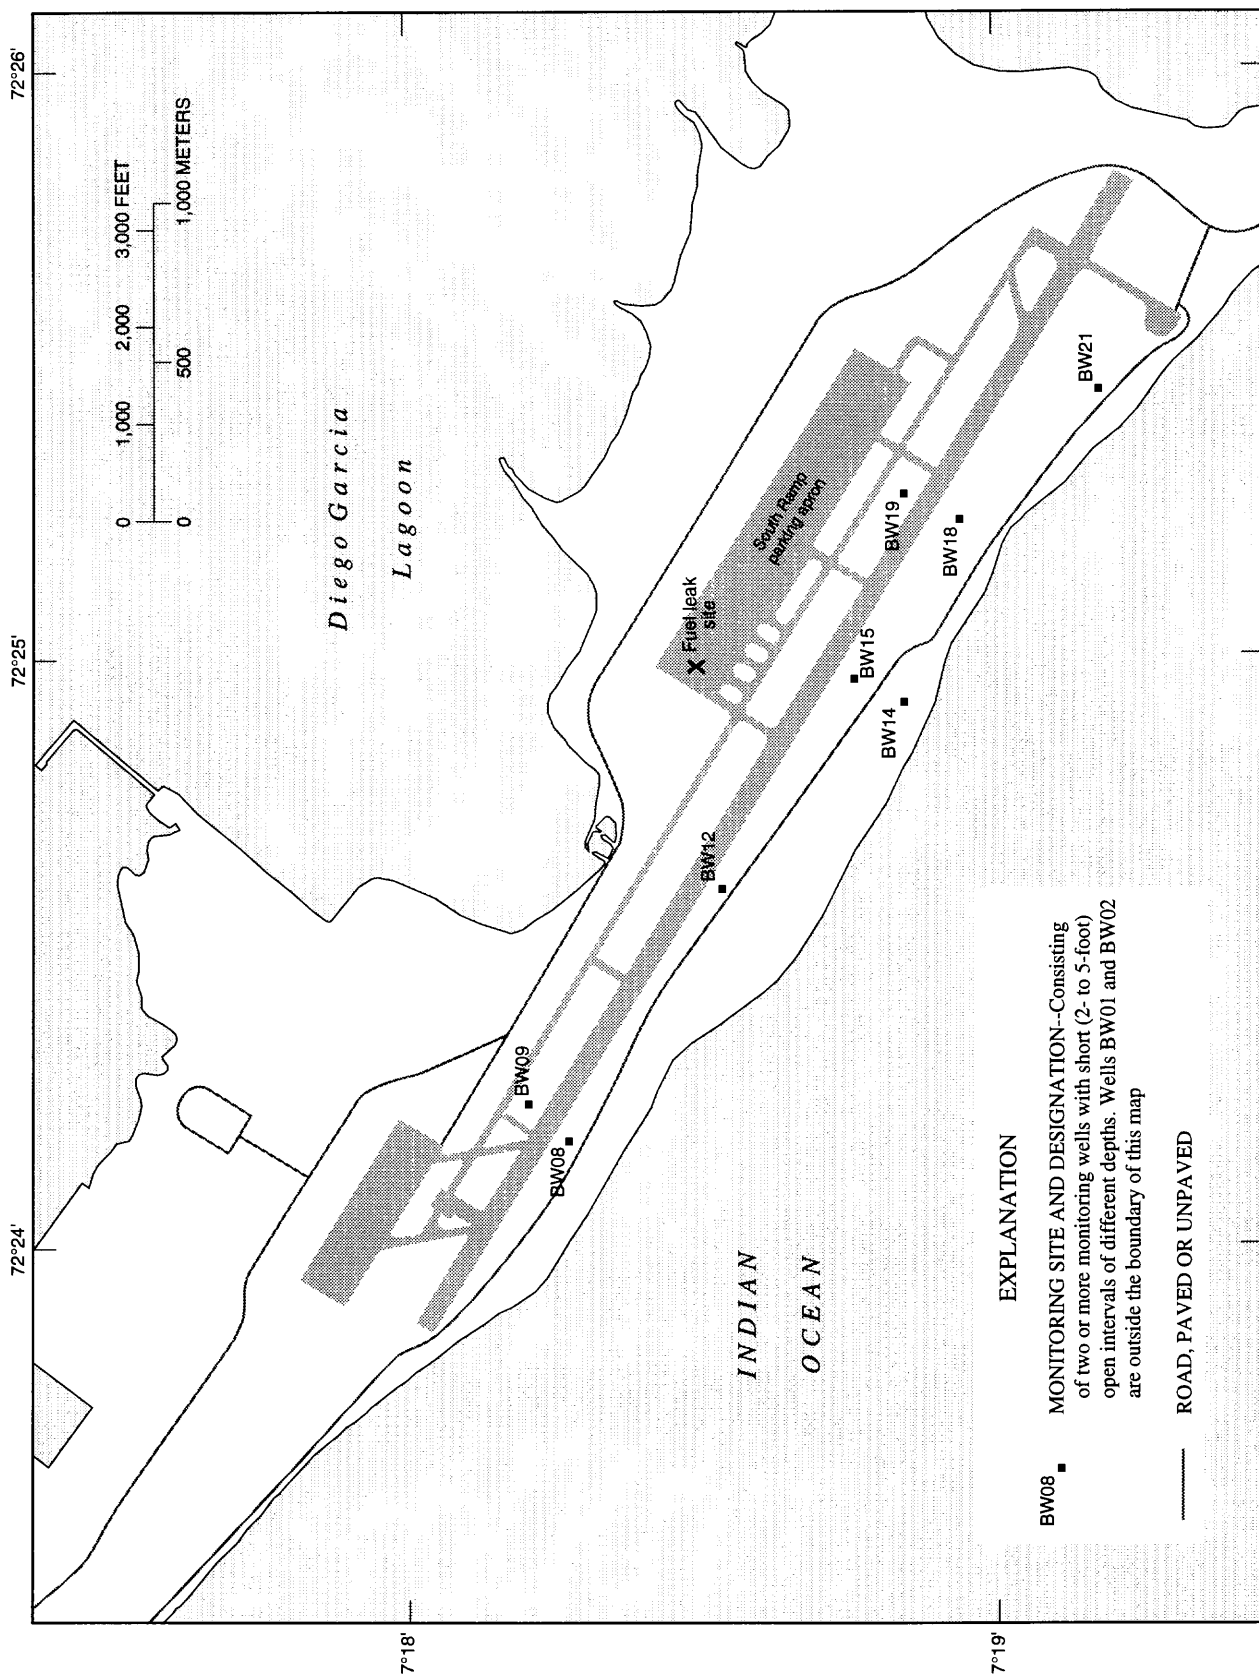 72°24'
72°25'
72°26'
7°18'
7°19'
0 1,000 2,000 3,000 FEET
0 500 1,000 METERS
Diego Garcia
Lagoon
Fuel leak
site
South Ramp
parking apron
BW09
BW08
BW12
BW15
BW14
BW19
BW18
BW21
INDIAN
OCEAN
EXPLANATION
BW08
MONITORING SITE AND DESIGNATION--Consisting
of two or more monitoring wells with short (2- to 5-foot)
open intervals of different depths. Wells BW01 and BW02
are outside the boundary of this map
ROAD, PAVED OR UNPAVED